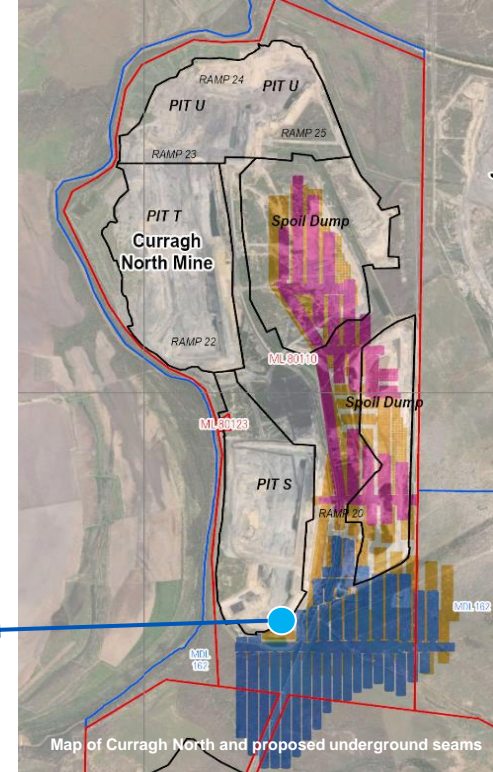 RAMP 24
PIT U
PIT U
RAMP 25
RAMP 23
Spoil Dump
PIT T
Curragh
North Mine
RAMP 22
ML 80110
Spoil Dump
ML 80123
PIT S
RAMP 20
MDL 162
MDL
162
Map of Curragh North and proposed underground seams